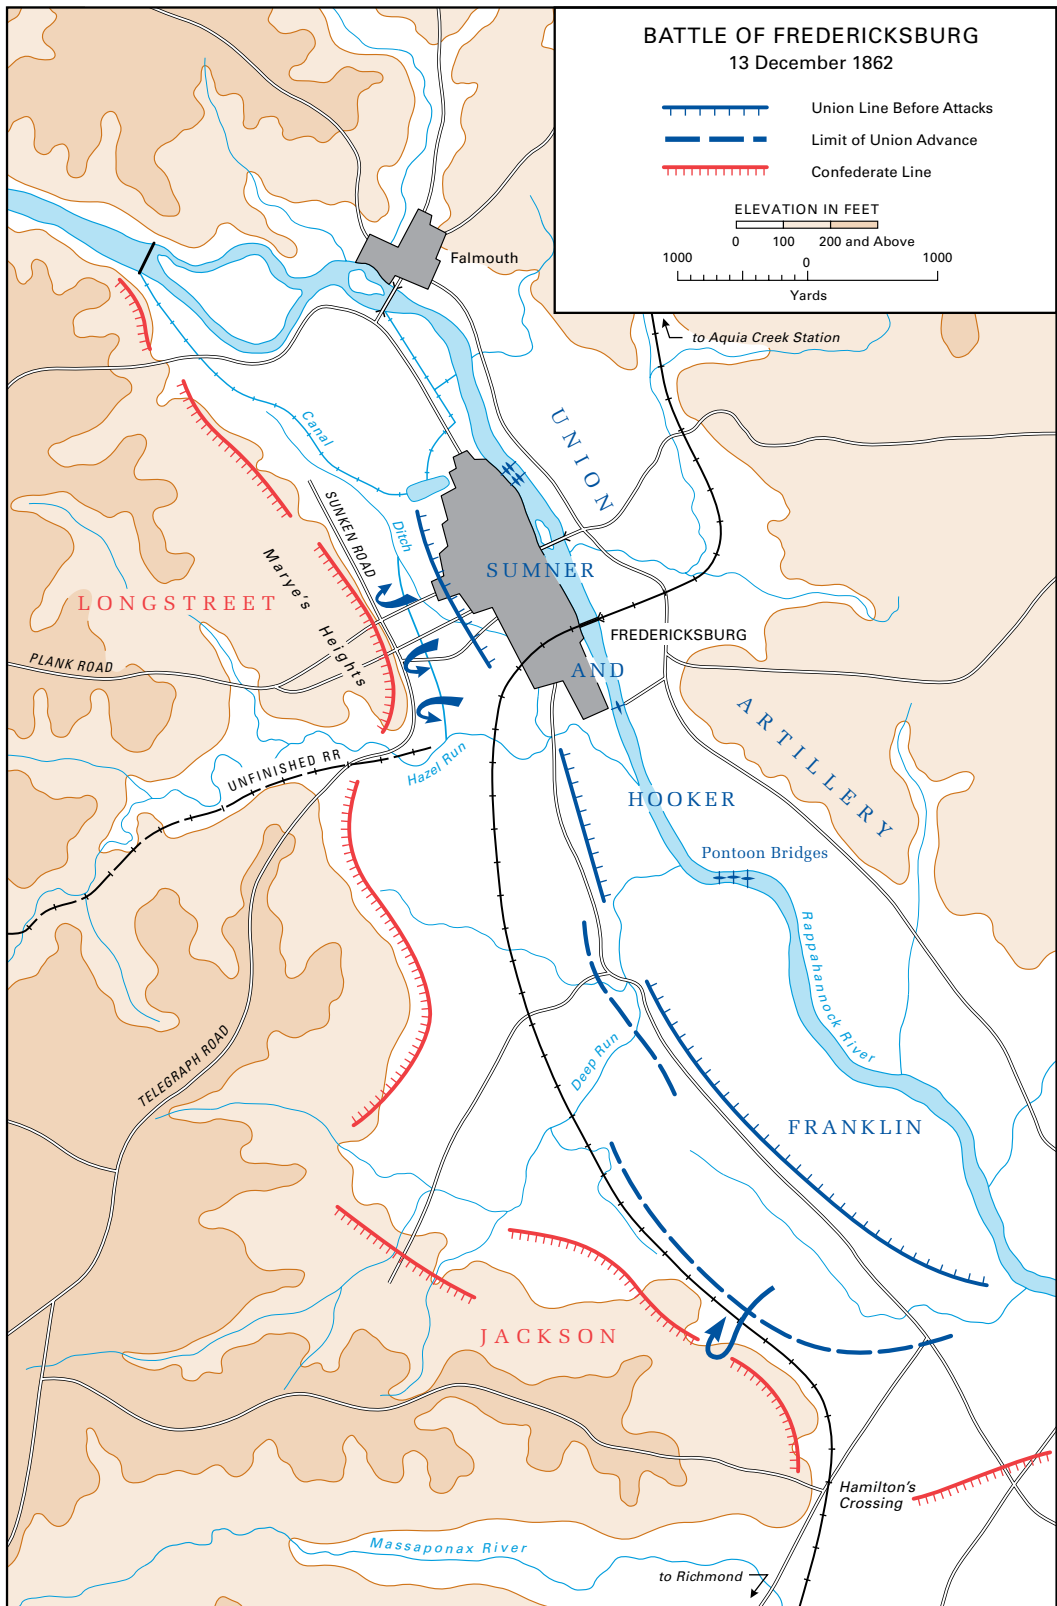 BATTLE OF FREDERICKSBURG
13 December 1862
Union Line Before Attacks
Limit of Union Advance
Confederate Line
ELEVATION IN FEET
0 100 200 and Above
1000 0 1000
Yards
Falmouth
to Aquia Creek Station
UNION
Canal
SUNKEN ROAD
Ditch
Marye's
Heights
SUMNER
LONGSTREET
FREDERICKSBURG
PLANK ROAD
AND
ARTILLERY
UNFINISHED RR
Hazel Run
HOOKER
Pontoon Bridges
Rappahannock River
TELEGRAPH ROAD
Deep Run
FRANKLIN
JACKSON
Hamilton's
Crossing
Massaponax River
to Richmond